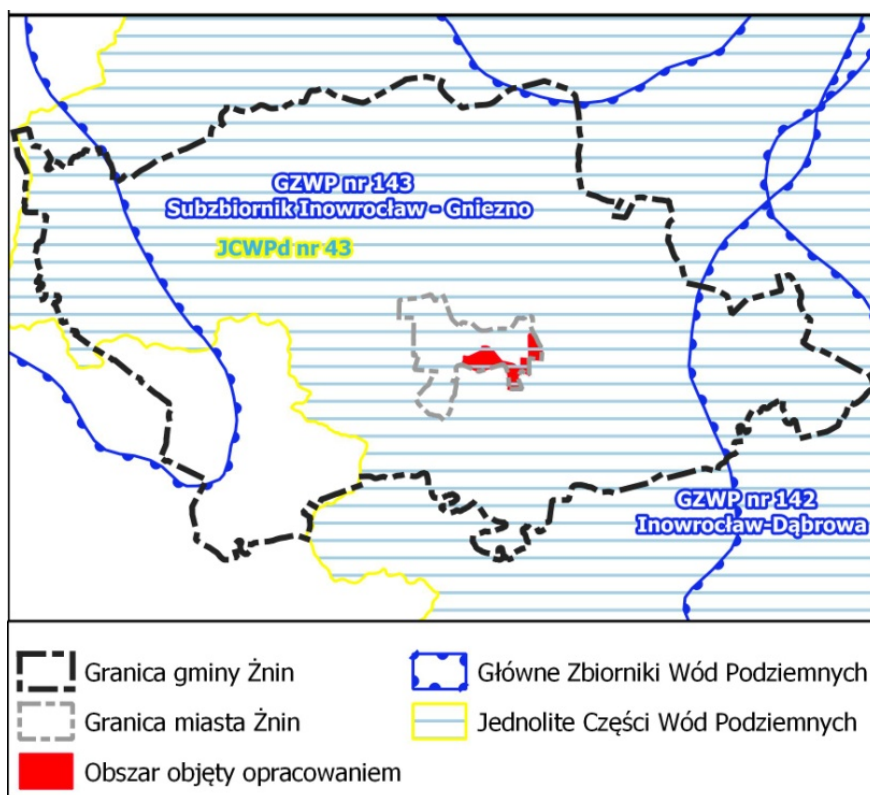 GZWP nr 143
Subzbiornik Inowrocław - Gniezno
JCWPd nr 43
GZWP nr 142
Inowrocław-Dąbrowa
Granica gminy Żnin
Granica miasta Żnin
Obszar objęty opracowaniem
Główne Zbiorniki Wód Podziemnych
Jednolite Części Wód Podziemnych